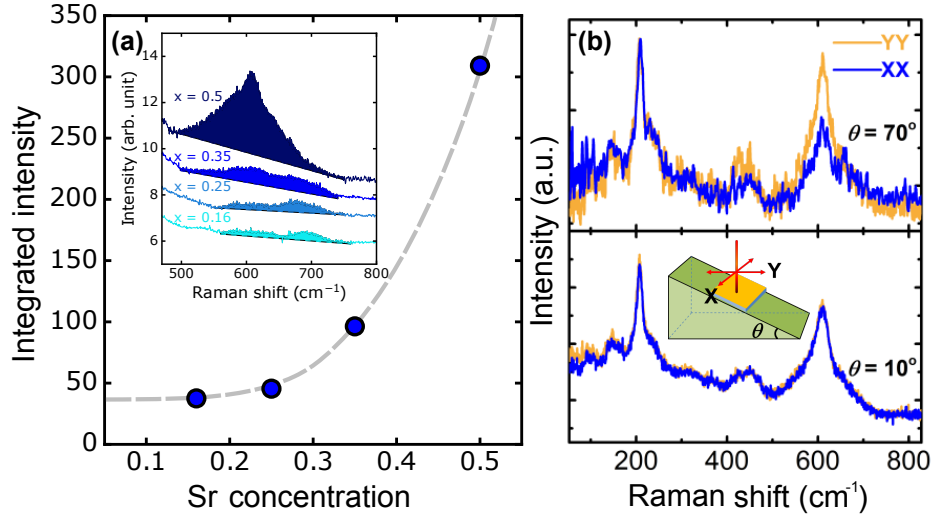 (a)
Integrated intensity
350
300
250
200
150
100
50
0
0.1 0.2 0.3 0.4 0.5
Sr concentration
Intensity (arb. unit)
14
12
10
8
6
x = 0.5
x = 0.35
x = 0.25
x = 0.16
500 600 700 800
Raman shift (cm⁻¹)
(b)
YY
XX
θ = 70°
Intensity (a.u.)
Y
X
θ
θ = 10°
200 400 600 800
Raman shift (cm⁻¹)